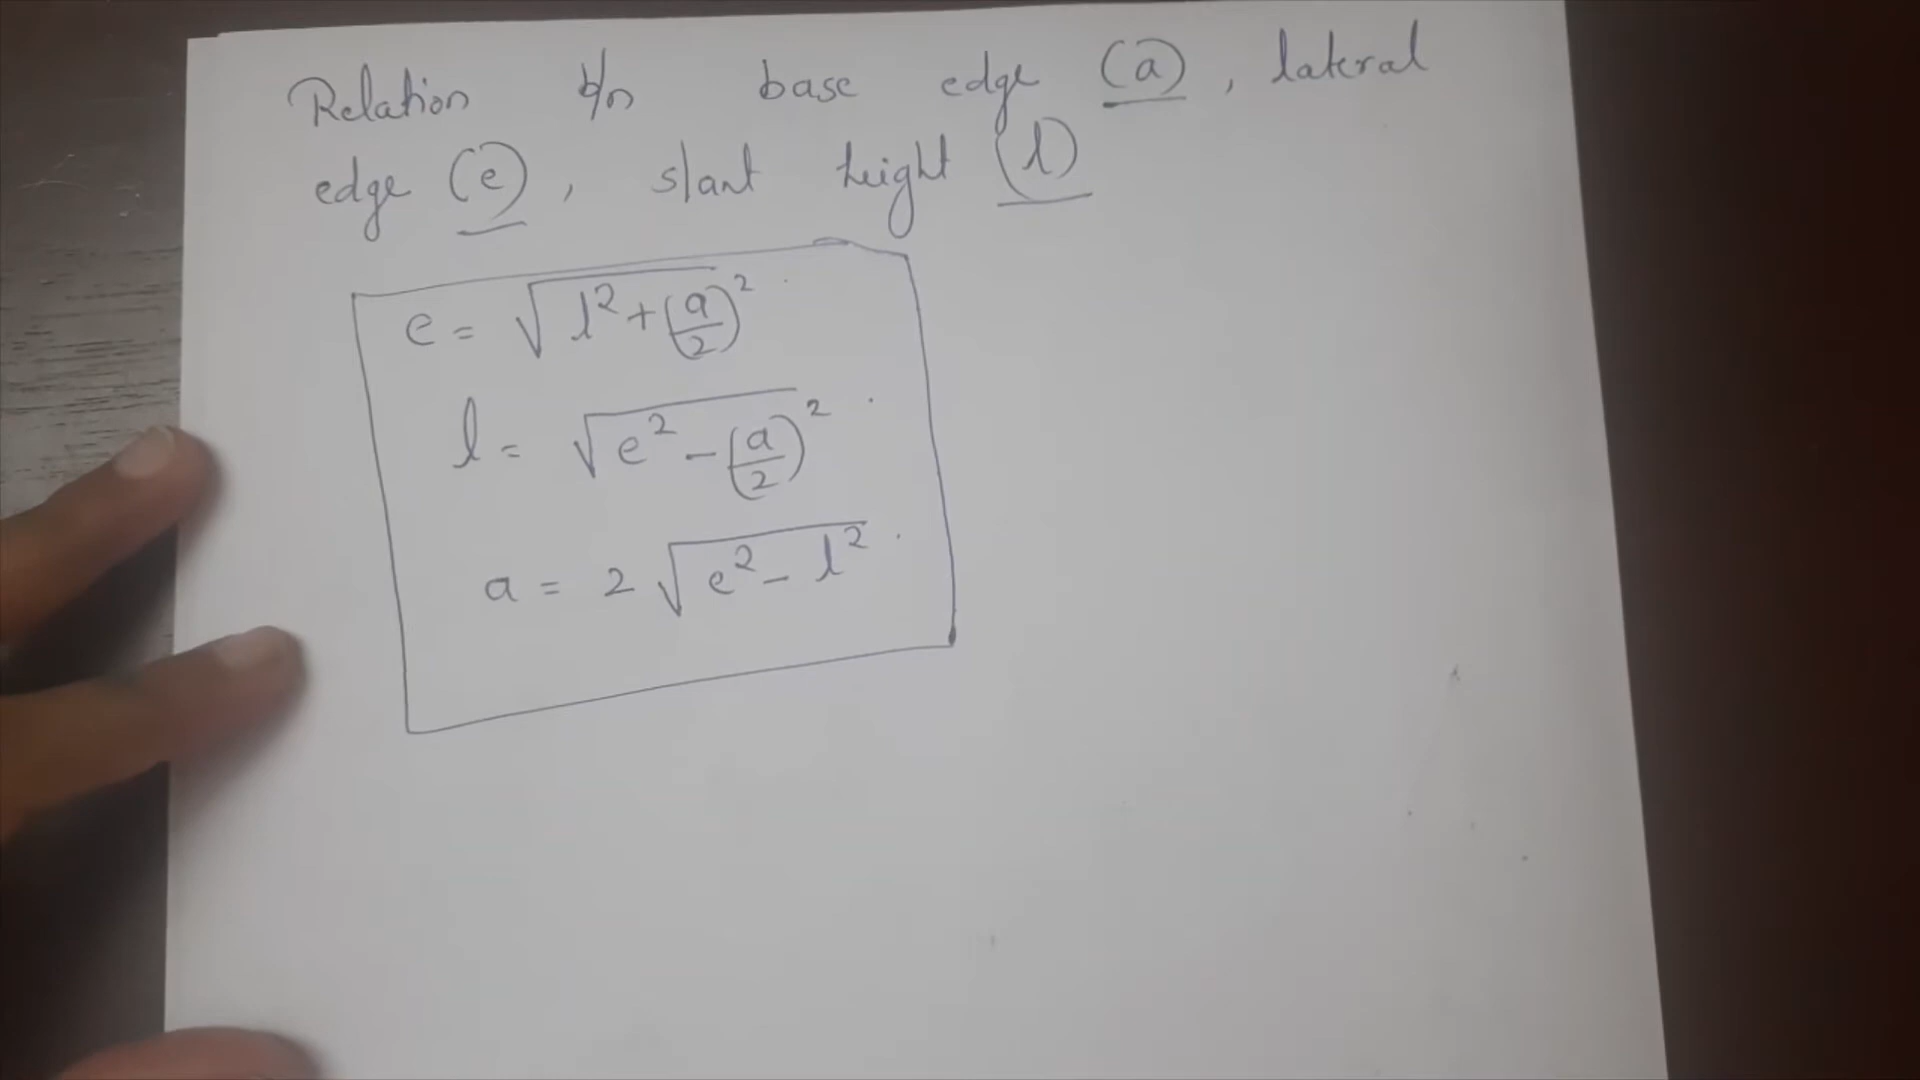 Relation b/n base edge (a), lateral
edge (e), slant height (l)
e = √l² + (a/2)²
l = √e² - (a/2)²
a = 2 √e² - l²